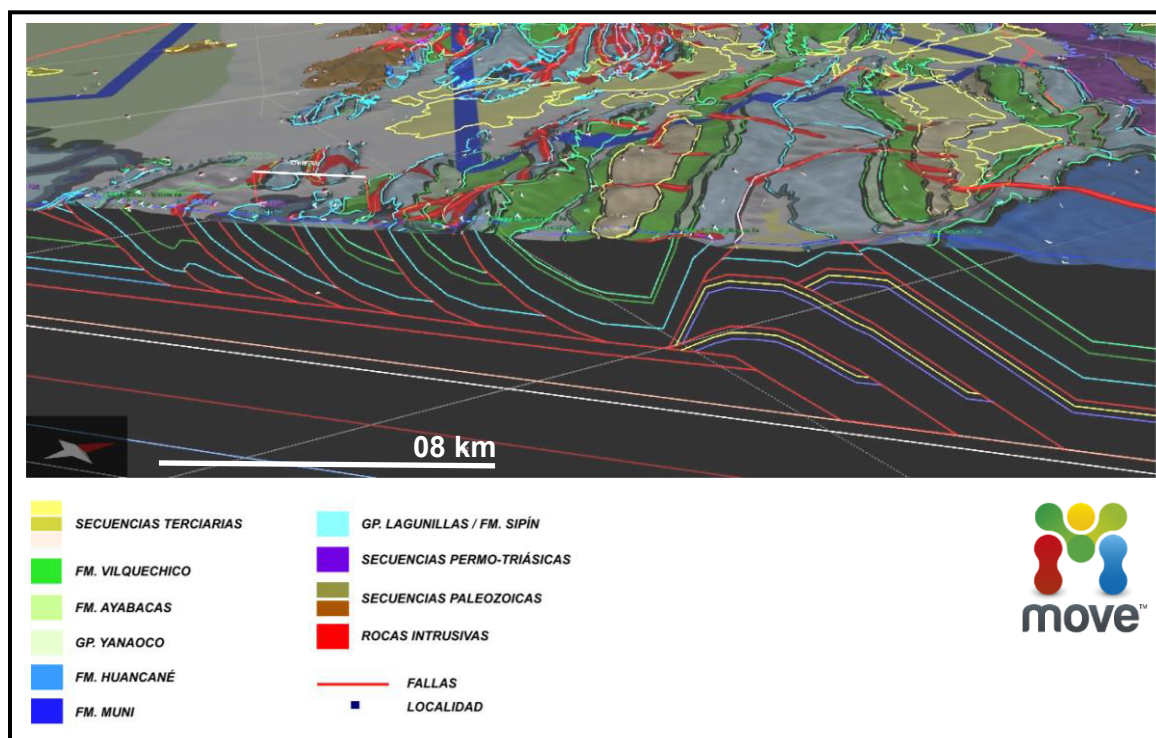 08 km
SECUENCIAS TERCIARIAS
FM. VILQUECHICO
FM. AYABACAS
GP. YANAOCO
FM. HUANCANÉ
FM. MUNI
GP. LAGUNILLAS / FM. SIPÍN
SECUENCIAS PERMO-TRIÁSICAS
SECUENCIAS PALEOZOICAS
ROCAS INTRUSIVAS
FALLAS
LOCALIDAD
move™